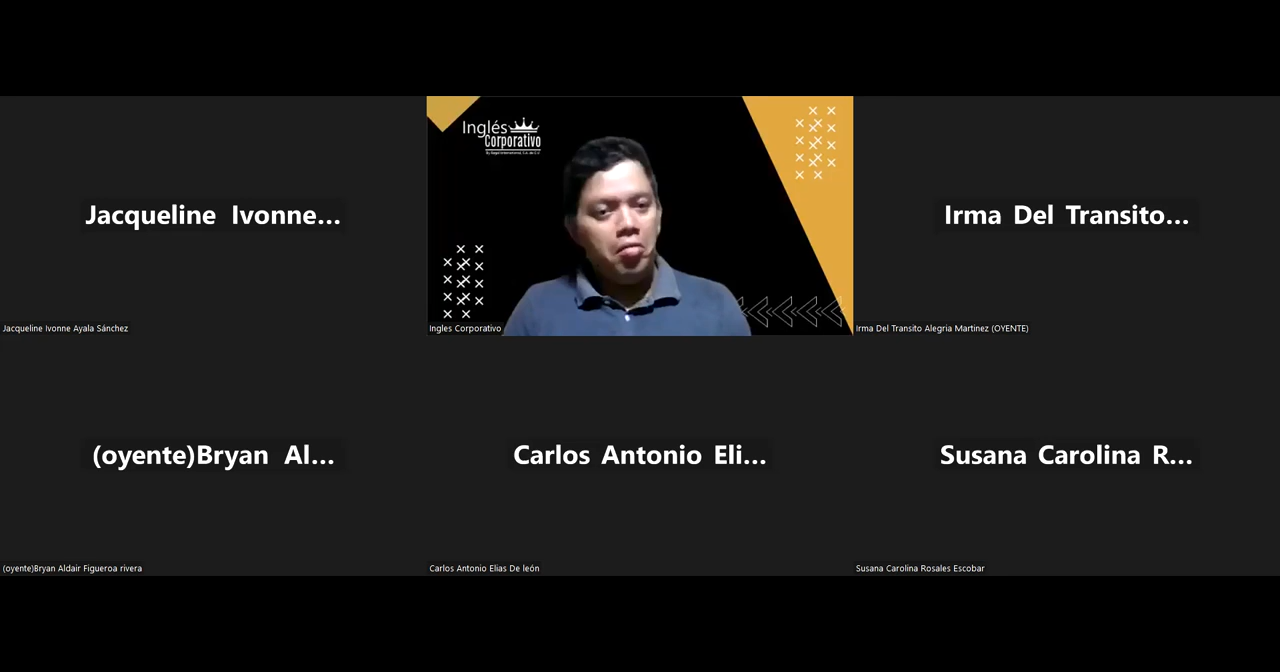 Jacqueline Ivonne...
Jacqueline Ivonne Ayala Sánchez
Inglés
Corporativo
Ingles Corporativo
Irma Del Transito...
Irma Del Transito Alegria Martinez (OYENTE)
(oyente)Bryan Al...
(oyente)Bryan Aldair Figueroa rivera
Carlos Antonio Eli...
Carlos Antonio Elias De león
Susana Carolina R...
Susana Carolina Rosales Escobar